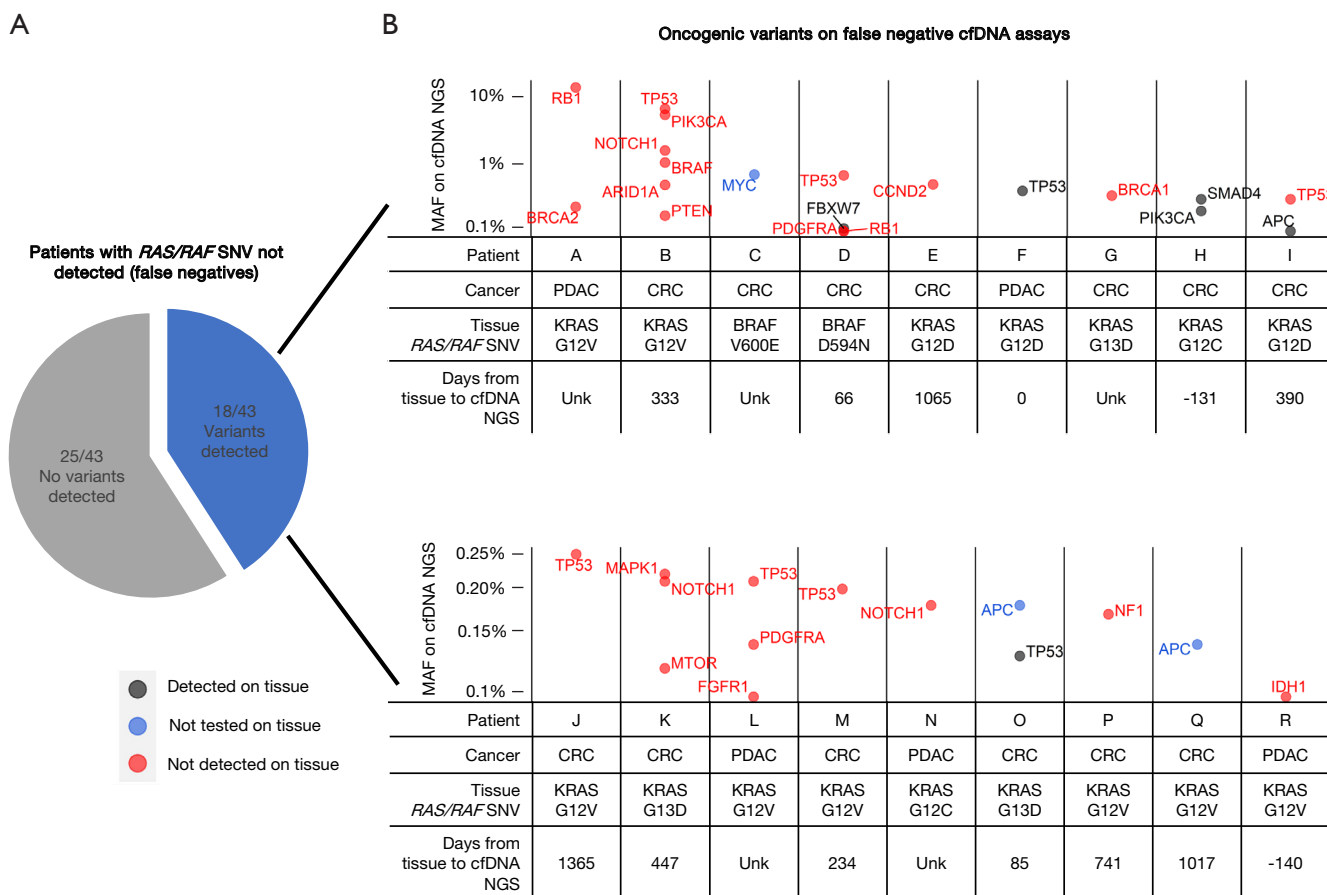 A
B
Oncogenic variants on false negative cfDNA assays
Patients with RAS/RAF SNV not
detected (false negatives)
25/43
No variants
detected
18/43
Variants
detected
Detected on tissue
Not tested on tissue
Not detected on tissue
MAF on cfDNA NGS
10%
1%
0.1%
RB1
BRCA2
TP53
PIK3CA
NOTCH1
BRAF
ARID1A
PTEN
MYC
TP53
FBXW7
PDGFRA
RB1
CCND2
TP53
BRCA1
SMAD4
PIK3CA
TP53
APC
Patient A B C D E F G H I
Cancer PDAC CRC CRC CRC CRC PDAC CRC CRC CRC
Tissue KRAS KRAS BRAF BRAF KRAS KRAS KRAS KRAS KRAS
RAS/RAF SNV G12V G12V V600E D594N G12D G12D G13D G12C G12D
Days from
tissue to cfDNA Unk 333 Unk 66 1065 0 Unk -131 390
NGS
MAF on cfDNA NGS
0.25%
0.20%
0.15%
0.1%
TP53
MAPK1
NOTCH1
MTOR
TP53
PDGFRA
FGFR1
TP53
NOTCH1
APC
TP53
NF1
APC
IDH1
Patient J K L M N O P Q R
Cancer CRC CRC PDAC CRC PDAC CRC CRC CRC PDAC
Tissue KRAS KRAS KRAS KRAS KRAS KRAS KRAS KRAS KRAS
RAS/RAF SNV G12V G13D G12V G12V G12C G13D G12V G12V G12V
Days from
tissue to cfDNA 1365 447 Unk 234 Unk 85 741 1017 -140
NGS